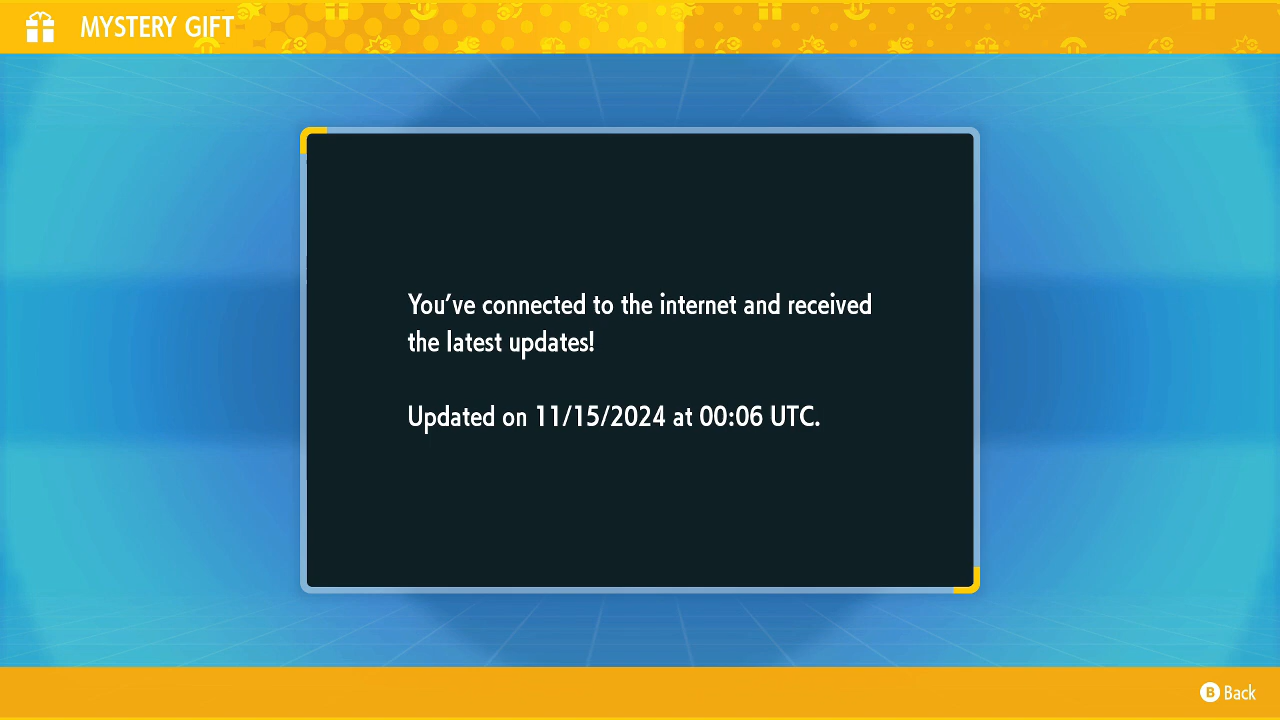 MYSTERY GIFT
You've connected to the internet and received
the latest updates!
Updated on 11/15/2024 at 00:06 UTC.
B Back